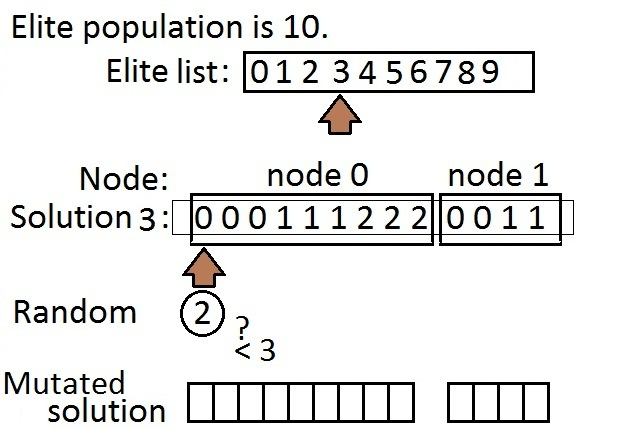 Elite population is 10.
Elite list: 0 1 2 3 4 5 6 7 8 9
Node: node 0 node 1
Solution 3: 0 0 0 1 1 1 2 2 2 0 0 1 1
Random 2 ?
< 3
Mutated
solution